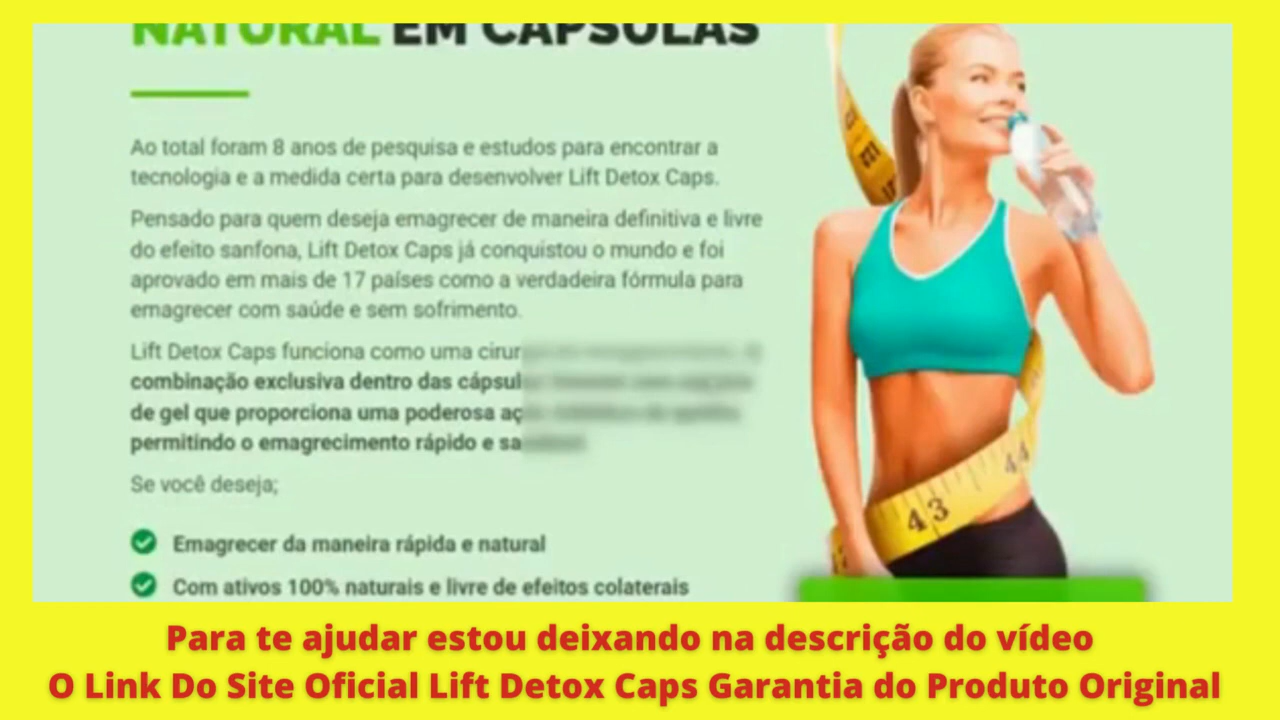 NATURAL EM CÁPSULAS
Ao total foram 8 anos de pesquisa e estudos para encontrar a
tecnologia e a medida certa para desenvolver Lift Detox Caps.
Pensado para quem deseja emagrecer de maneira definitiva e livre
do efeito sanfona, Lift Detox Caps já conquistou o mundo e foi
aprovado em mais de 17 países como a verdadeira fórmula para
emagrecer com saúde e sem sofrimento.
Lift Detox Caps funciona como uma
combinação exclusiva dentro das
de gel que proporciona uma poderosa
permitindo o emagrecimento rápido e
Se você deseja;
Emagrecer da maneira rápida e natural
Com ativos 100% naturais e livre de efeitos colaterais
43
44
Para te ajudar estou deixando na descrição do vídeo
O Link Do Site Oficial Lift Detox Caps Garantia do Produto Original